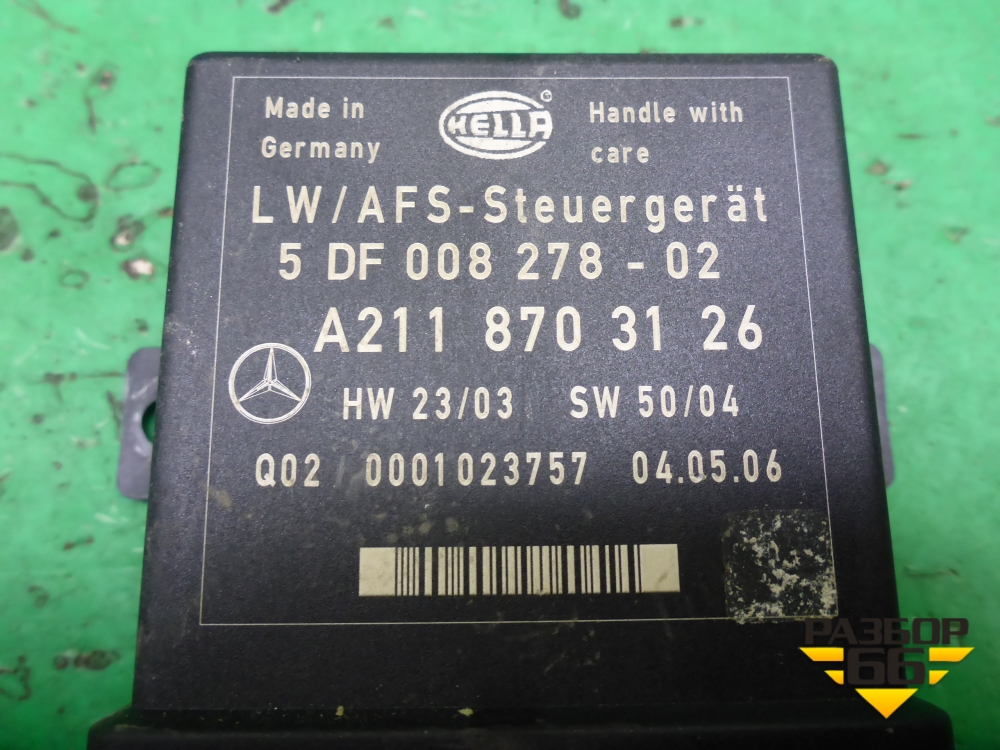 Made in
Germany
HELLA
Handle with
care
LW/AFS-Steuergerät
5 DF 008 278 - 02
A211 870 31 26
HW 23/03 SW 50/04
Q02 0001023757 04.05.06
РАЗБОР
66